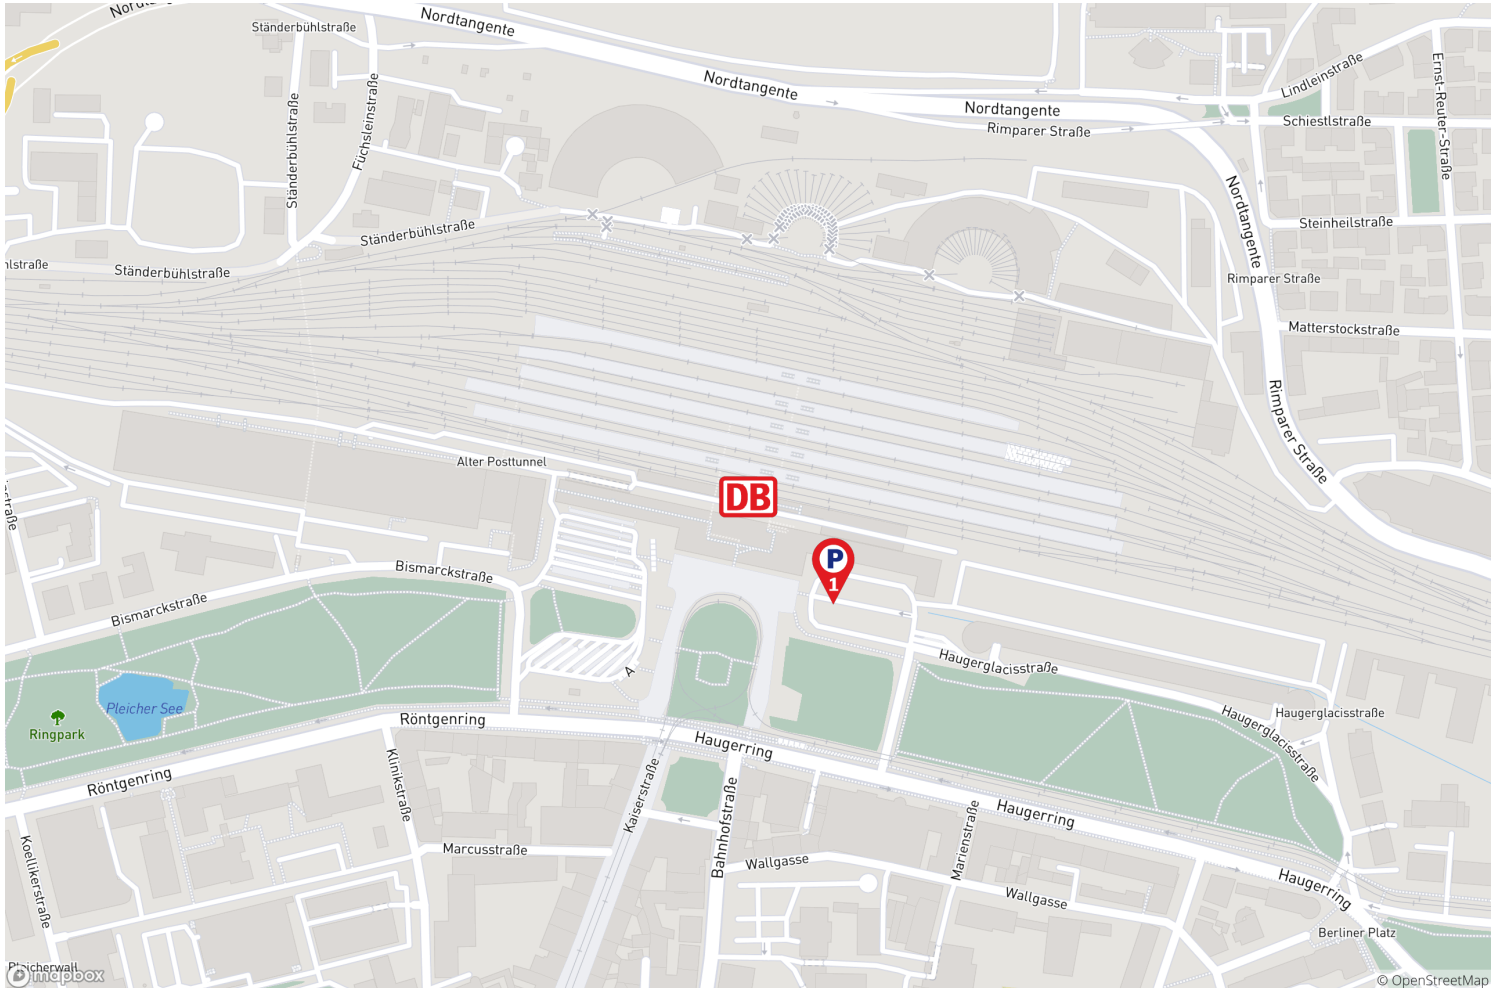 Nordtangente
Ständerbühlstraße
Nordtangente
Lindleinstraße
Ernst-Reuter-Straße
Ständerbühlstraße
Füchsleinstraße
Nordtangente
Schiestlstraße
Rimparer Straße
Nordtangente
Ständerbühlstraße
Steinheilstraße
Ständerbühlstraße
Rimparer Straße
Matterstockstraße
Rimparer Straße
Alter Posttunnel
DB
P
1
Bismarckstraße
Bismarckstraße
Haugerglacisstraße
A
Pleicher See
Ringpark
Röntgenring
Haugerring
Haugerglacisstraße
Haugerglacisstraße
Röntgenring
Klinikstraße
Kaiserstraße
Bahnhofstraße
Haugerring
Marienstraße
Koellikerstraße
Marcusstraße
Wallgasse
Wallgasse
Haugerring
Berliner Platz
Pleicherwall
mapbox
© OpenStreetMap